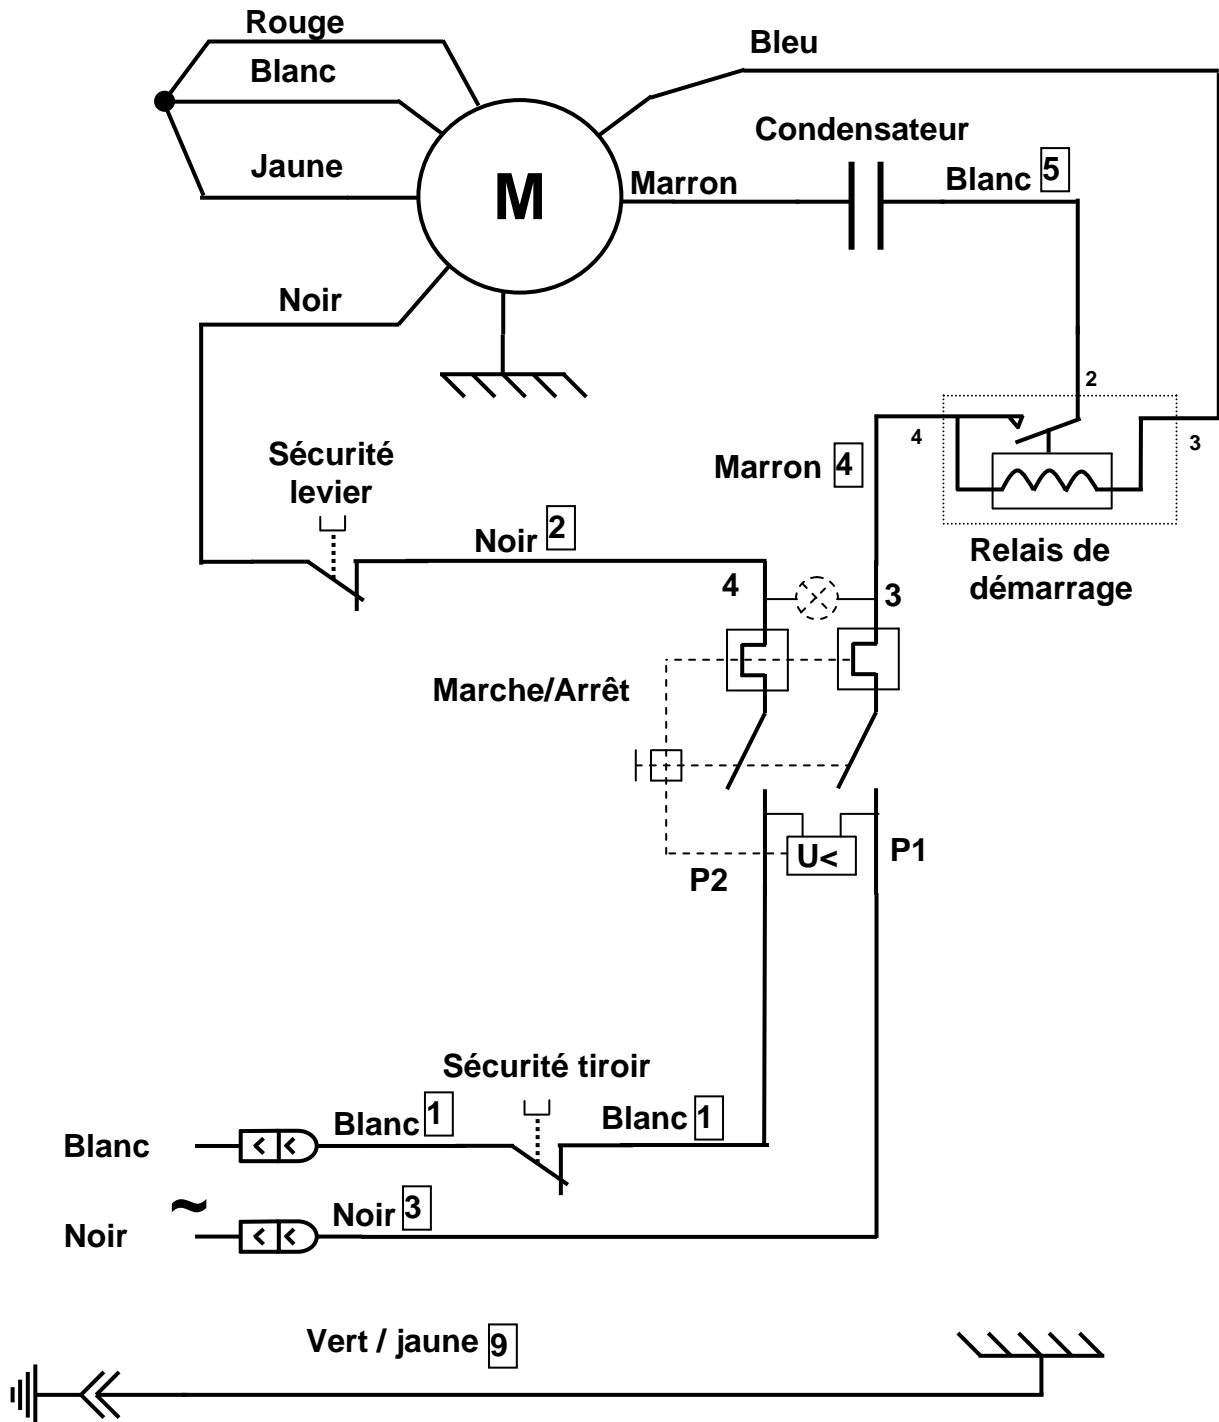 Rouge
Bleu
Blanc
Condensateur
Jaune
M
Marron
Blanc 5
Noir
2
4
3
Sécurité
levier
Marron 4
Noir 2
Relais de
démarrage
4
3
Marche/Arrêt
U<
P1
P2
Sécurité tiroir
Blanc 1
Blanc 1
Blanc
~
Noir 3
Noir
Vert / jaune 9